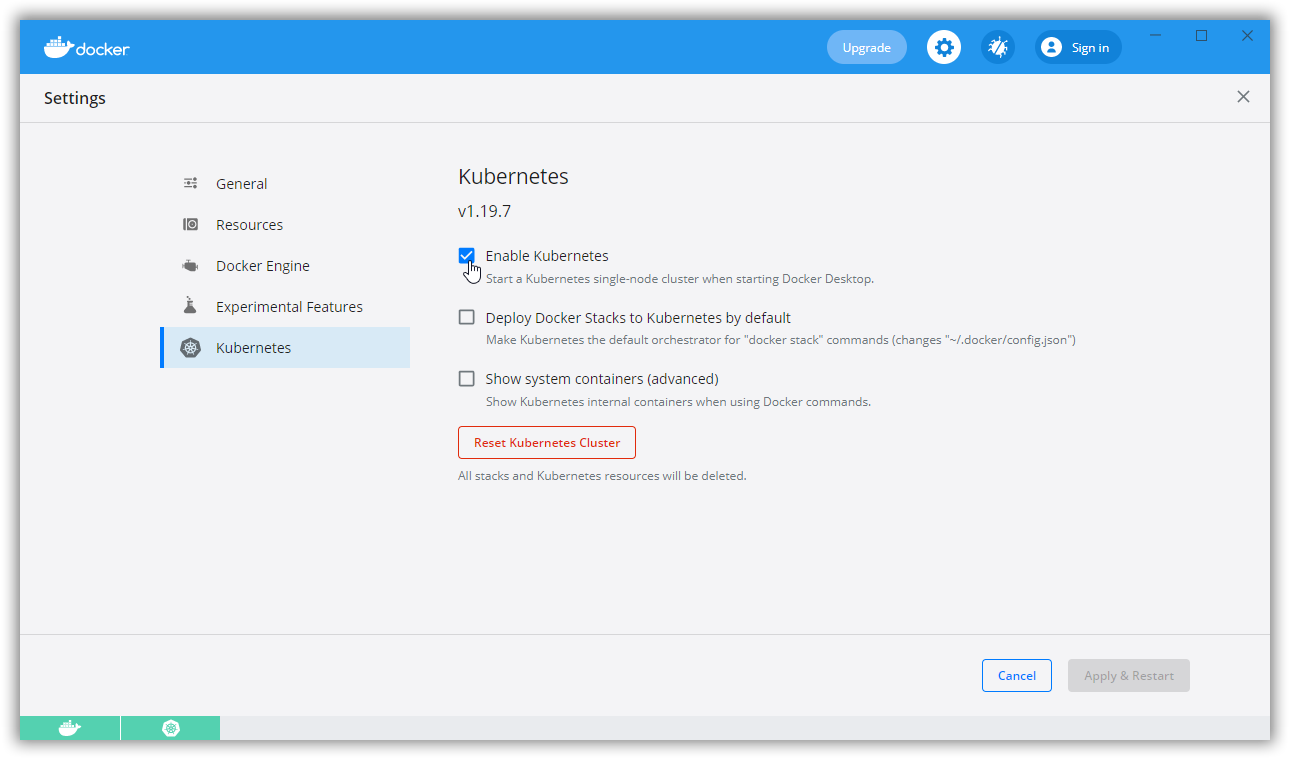 docker
Upgrade
Sign in
Settings
General
Resources
Docker Engine
Experimental Features
Kubernetes
Kubernetes
v1.19.7
Enable Kubernetes
Start a Kubernetes single-node cluster when starting Docker Desktop.
Deploy Docker Stacks to Kubernetes by default
Make Kubernetes the default orchestrator for "docker stack" commands (changes "~/.docker/config.json")
Show system containers (advanced)
Show Kubernetes internal containers when using Docker commands.
Reset Kubernetes Cluster
All stacks and Kubernetes resources will be deleted.
Cancel
Apply & Restart